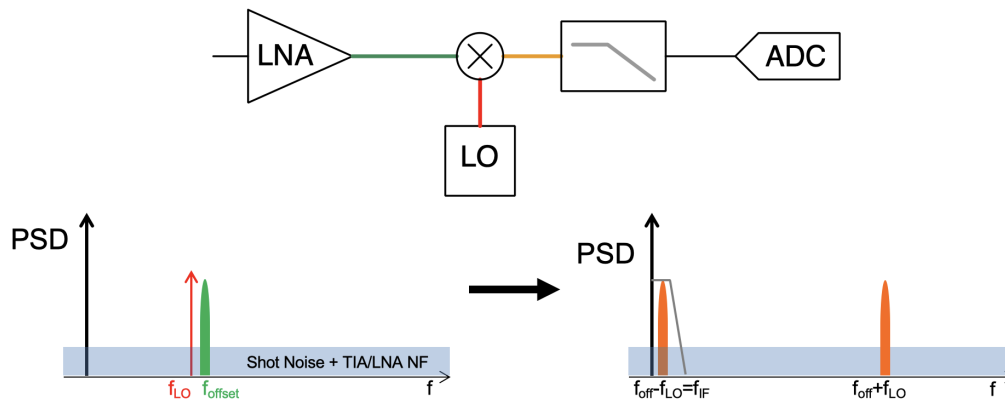 LNA
ADC
LO
PSD
Shot Noise + TIA/LNA NF
fLO
foffset
f
PSD
foff-fLO=fIF
foff+fLO
f